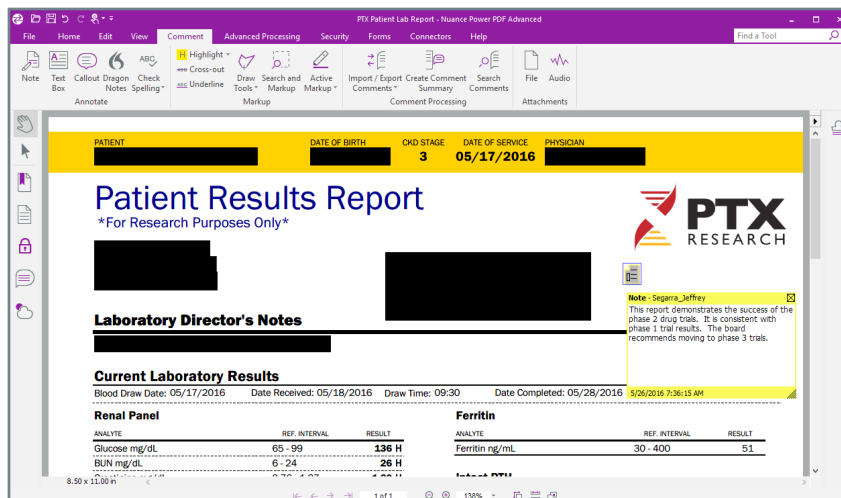 PTX Patient Lab Report - Nuance Power PDF Advanced
File Home Edit View Comment Advanced Processing Security Forms Connectors Help Find a Tool
Note
Text Box
Callout
Dragon Notes
ABC
Check Spelling
Annotate
Highlight
Cross-out
Underline
Draw Tools
Search and Markup
Active Markup
Markup
Import / Export Comments
Create Comment Summary
Search Comments
Comment Processing
File
Audio
Attachments
PATIENT DATE OF BIRTH CKD STAGE DATE OF SERVICE PHYSICIAN
3 05/17/2016
Patient Results Report
*For Research Purposes Only*
PTX
RESEARCH
Note - Segarra_Jeffrey
This report demonstrates the success of the
phase 2 drug trials. It is consistent with
phase 1 trial results. The board
recommends moving to phase 3 trials.
5/26/2016 7:36:15 AM
Laboratory Director's Notes
Current Laboratory Results
Blood Draw Date: 05/17/2016 Date Received: 05/18/2016 Draw Time: 09:30 Date Completed: 05/28/2016
Renal Panel
ANALYTE REF. INTERVAL RESULT
Glucose mg/dL 65 - 99 136 H
BUN mg/dL 6 - 24 26 H
Ferritin
ANALYTE REF. INTERVAL RESULT
Ferritin ng/mL 30 - 400 51
8.50 x 11.00 in
1 of 1
138%